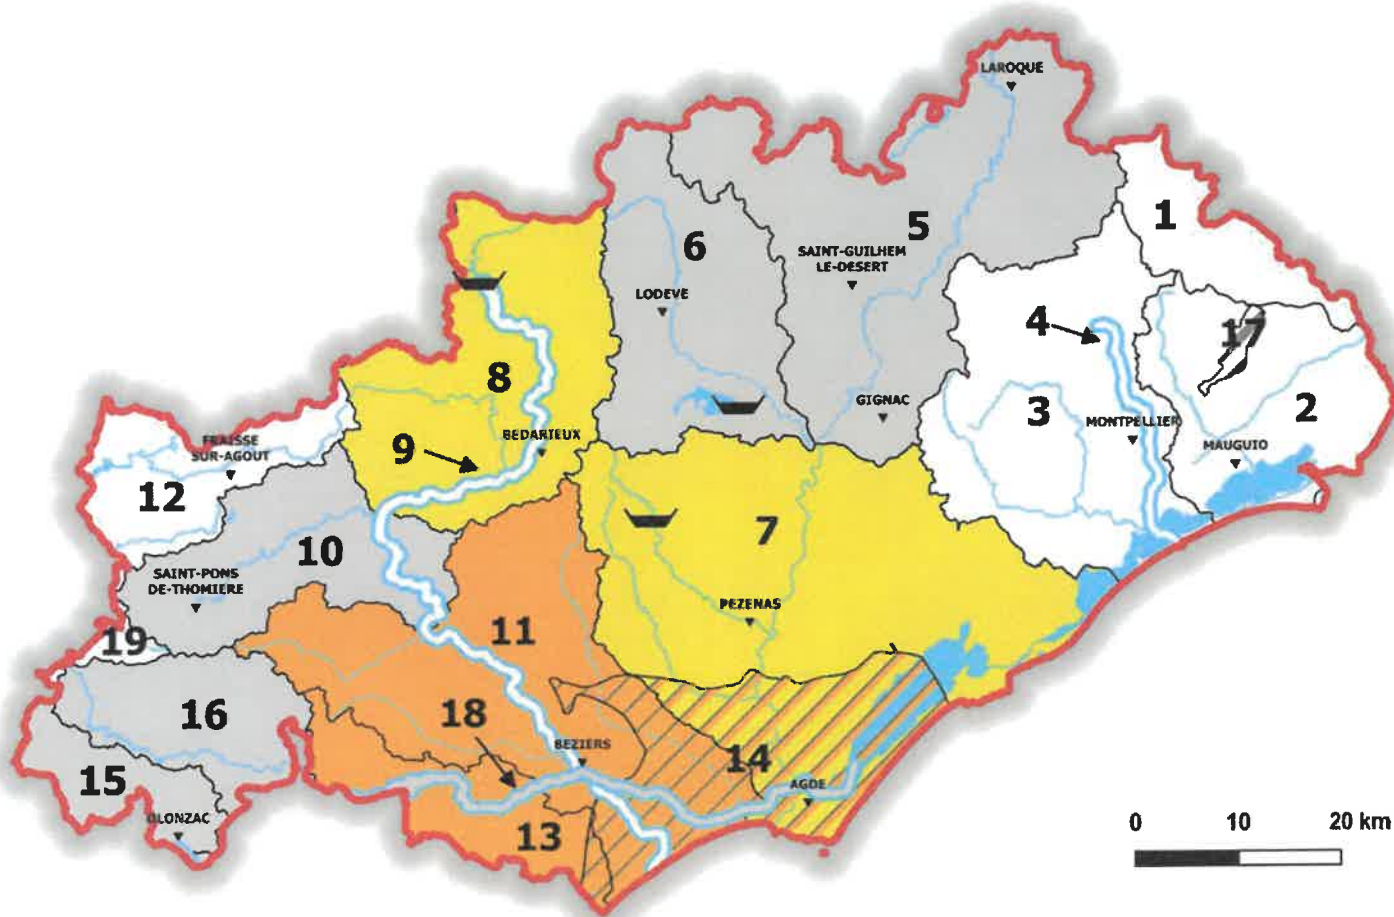 LAROQUE
1
5
6
SAINT-GUILHEM
LE-DESERT
LODEVE
4
17
8
GIGNAC
3
2
MONTPELLIER
BEDARIEUX
FRAISSE
SUR-AGOUT
9
MAUGUIO
12
7
10
SAINT-PONS
DE-THOMIERE
PEZENAS
11
19
16
18
BEZIERS
14
15
AGDE
OLONZAC
13
0 10 20 km